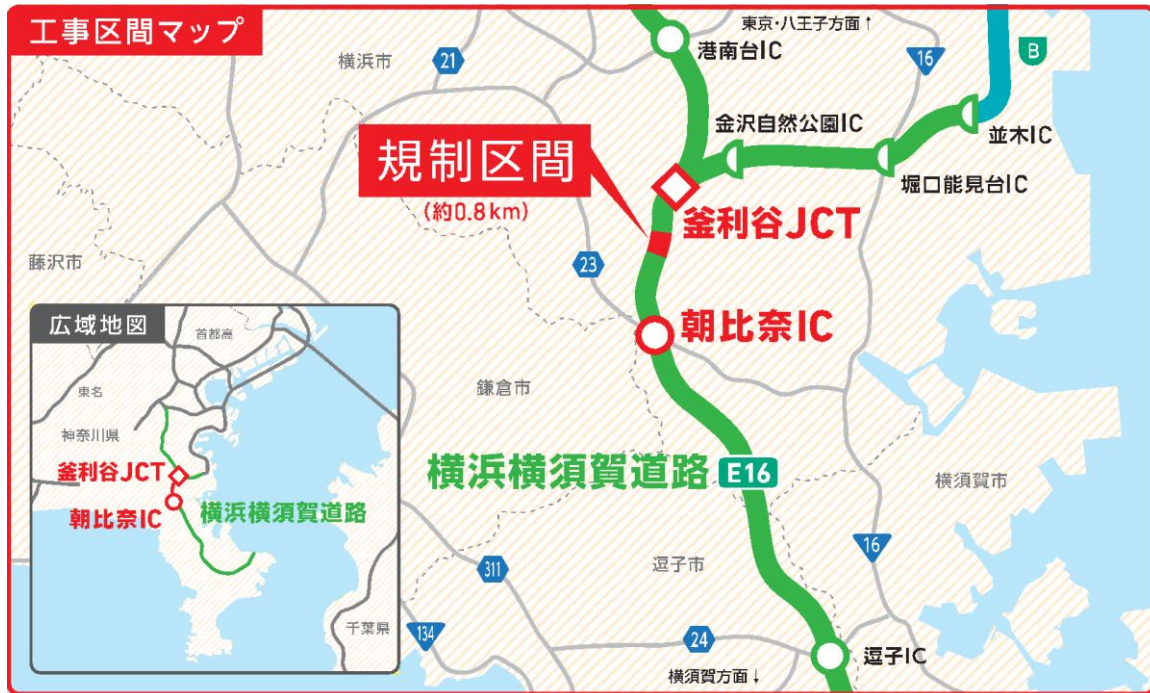 工事区間マップ
東京・八王子方面↑
港南台IC
横浜市
21
16
B
金沢自然公園IC
並木IC
堀口能見台IC
規制区間
(約0.8km)
釜利谷JCT
藤沢市
23
朝比奈IC
鎌倉市
横浜横須賀道路 E16
横須賀市
16
311
逗子市
134
24
逗子IC
横須賀方面↓
広域地図
首都高
東名
神奈川県
釜利谷JCT
朝比奈IC
横浜横須賀道路
千葉県